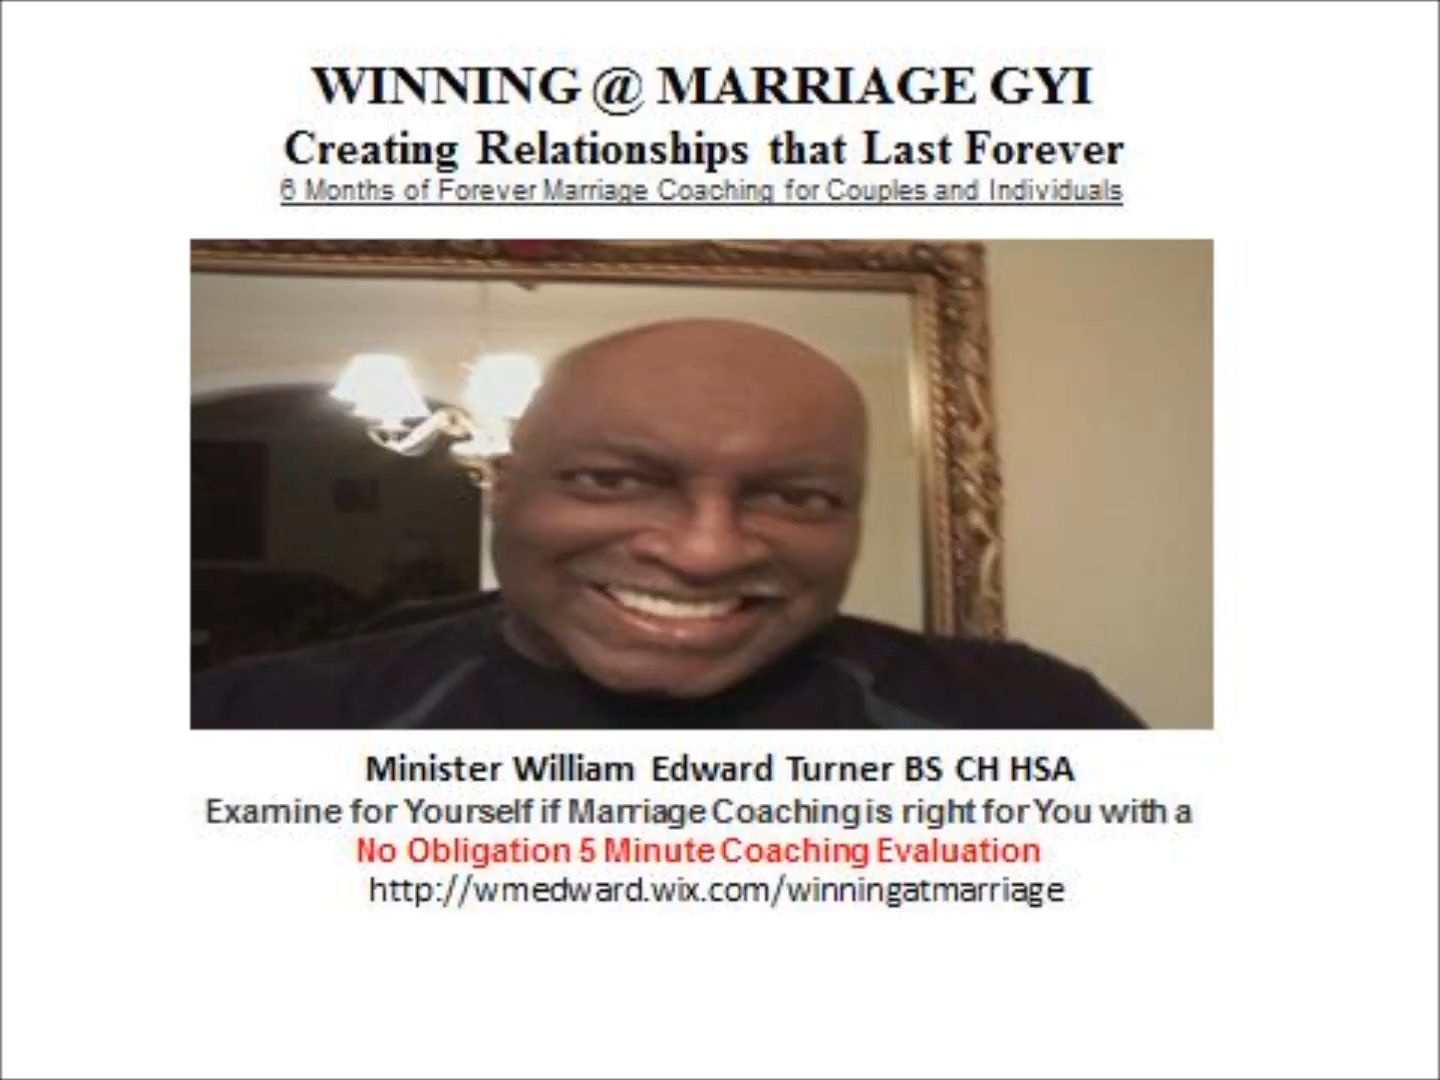 WINNING @ MARRIAGE GYI
Creating Relationships that Last Forever
6 Months of Forever Marriage Coaching for Couples and Individuals
Minister William Edward Turner BS CH HSA
Examine for Yourself if Marriage Coaching is right for You with a
No Obligation 5 Minute Coaching Evaluation
http://wmedward.wix.com/winningatmarriage